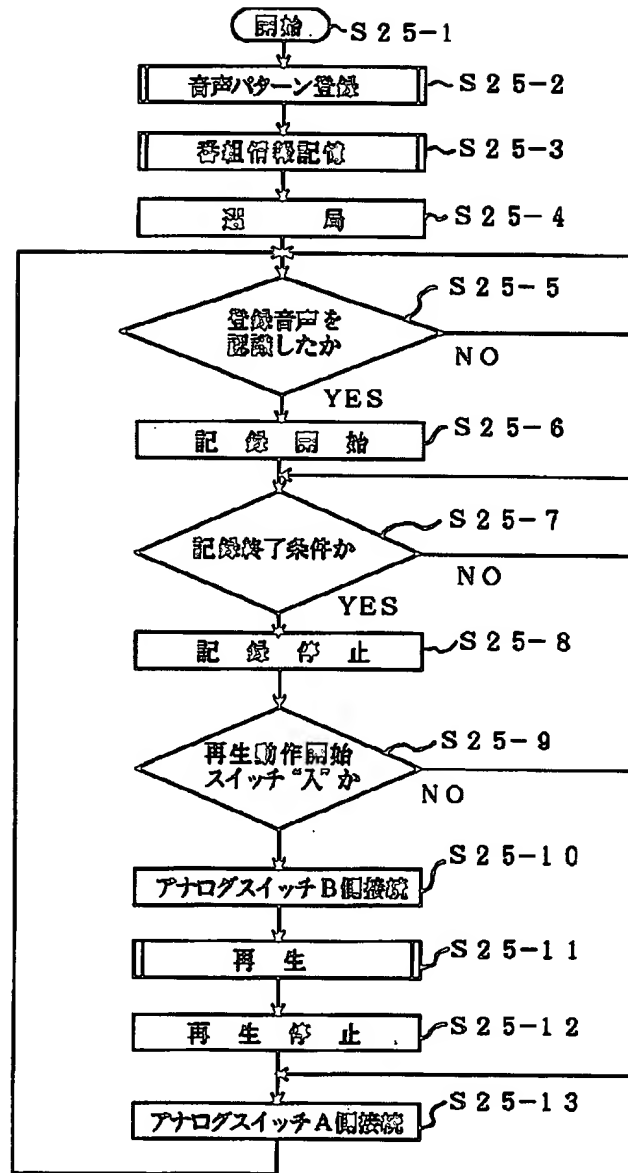 開始
S25-1
音声パターン登録
S25-2
番組情報記憶
S25-3
選局
S25-4
登録音声を
認識したか
S25-5
NO
YES
記録開始
S25-6
記録終了条件か
S25-7
NO
YES
記録停止
S25-8
再生動作開始
スイッチ“入”か
S25-9
NO
アナログスイッチB側接続
S25-10
再生
S25-11
再生停止
S25-12
アナログスイッチA側接続
S25-13